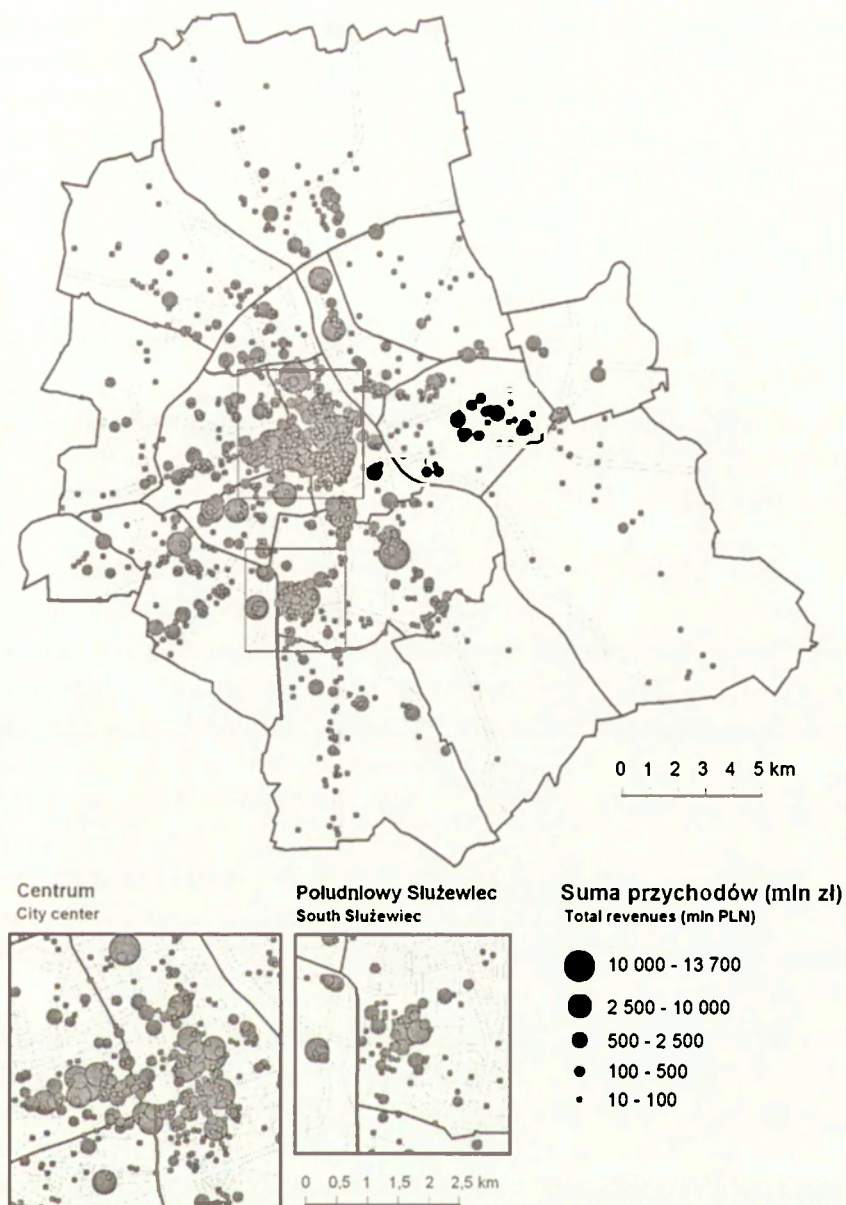 0 1 2 3 4 5 km
Centrum
City center
Południowy Służewiec
South Służewiec
Suma przychodów (mln zł)
Total revenues (mln PLN)
10 000 - 13 700
2 500 - 10 000
500 - 2 500
100 - 500
10 - 100
0 0,5 1 1,5 2 2,5 km